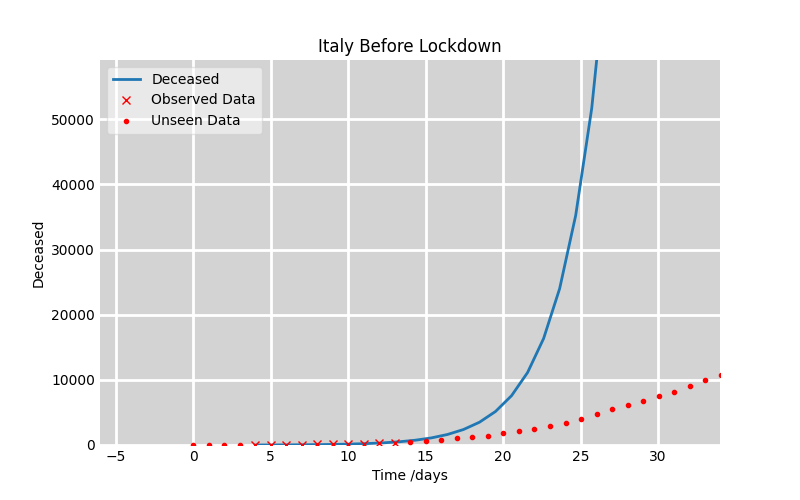 Italy Before Lockdown
Deceased
Observed Data
Unseen Data
50000
40000
30000
20000
10000
0
Deceased
−5 0 5 10 15 20 25 30
Time /days